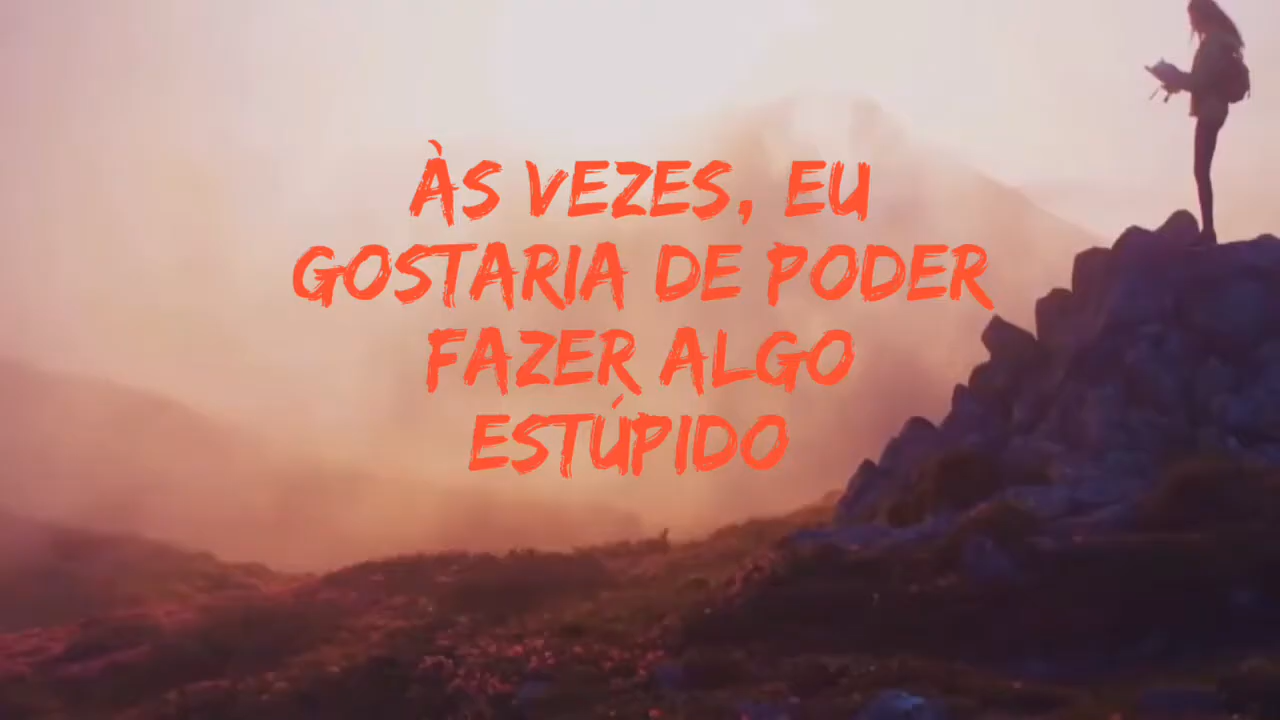 ÀS VEZES, EU
GOSTARIA DE PODER
FAZER ALGO
ESTÚPIDO